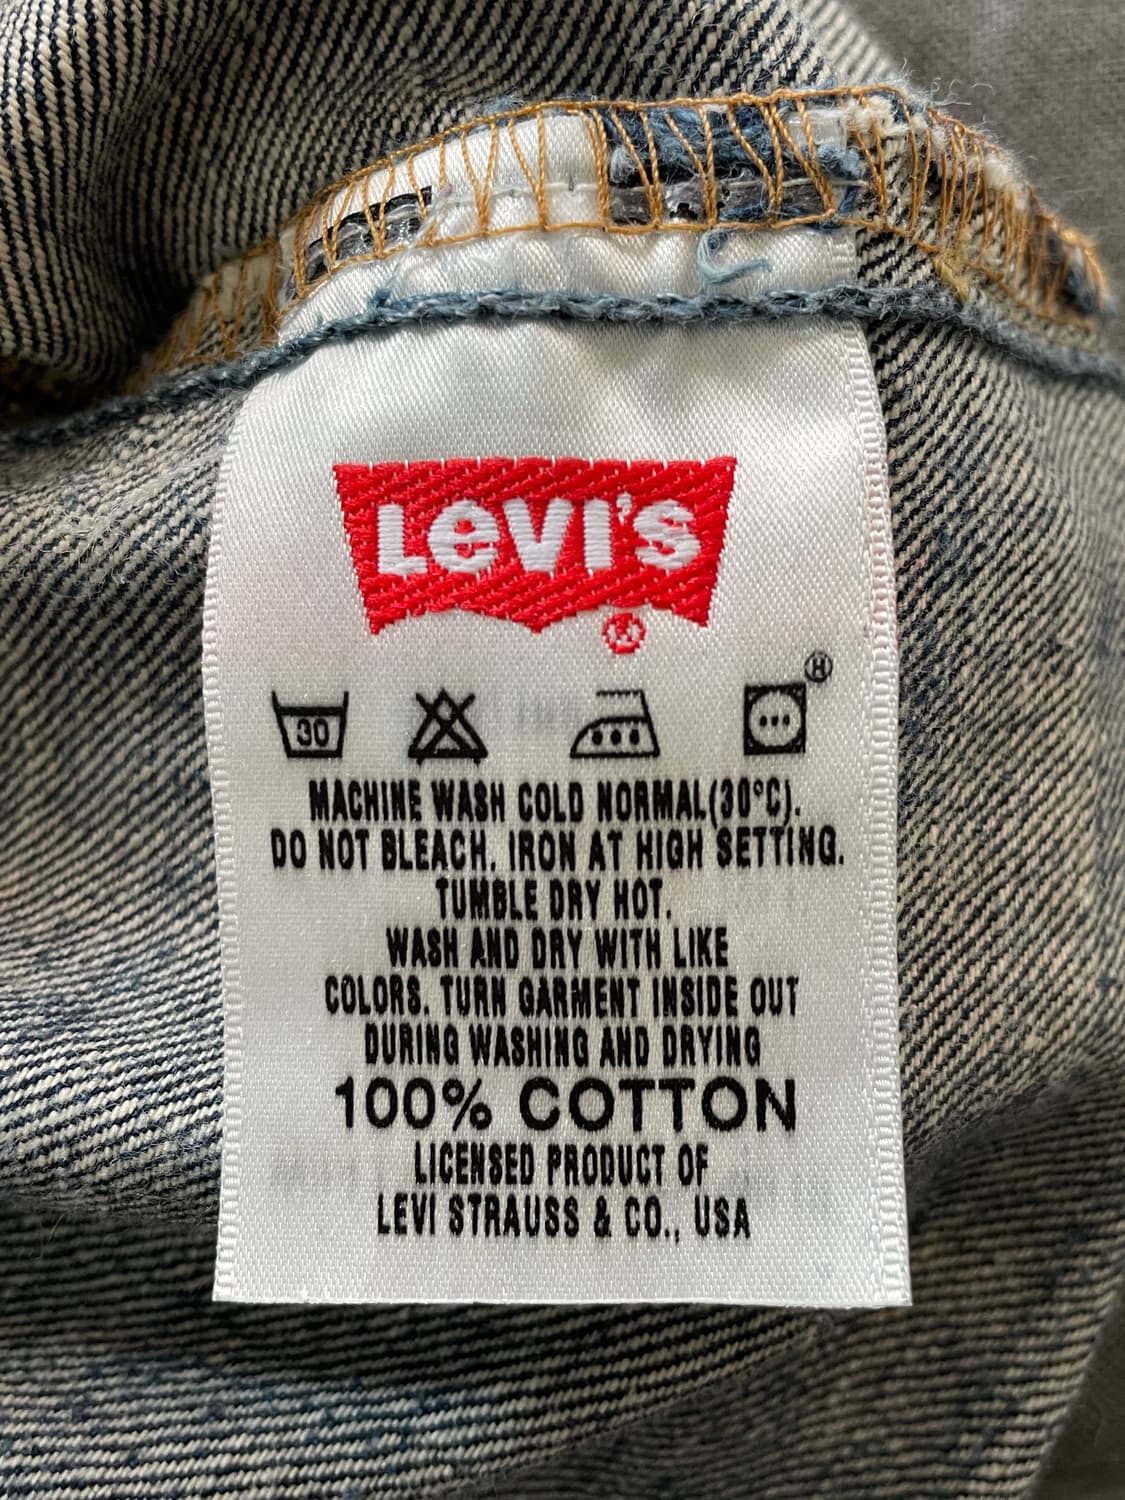 Levi's
®
30
H
MACHINE WASH COLD NORMAL(30°C).
DO NOT BLEACH. IRON AT HIGH SETTING.
TUMBLE DRY HOT.
WASH AND DRY WITH LIKE
COLORS. TURN GARMENT INSIDE OUT
DURING WASHING AND DRYING
100% COTTON
LICENSED PRODUCT OF
LEVI STRAUSS & CO., USA